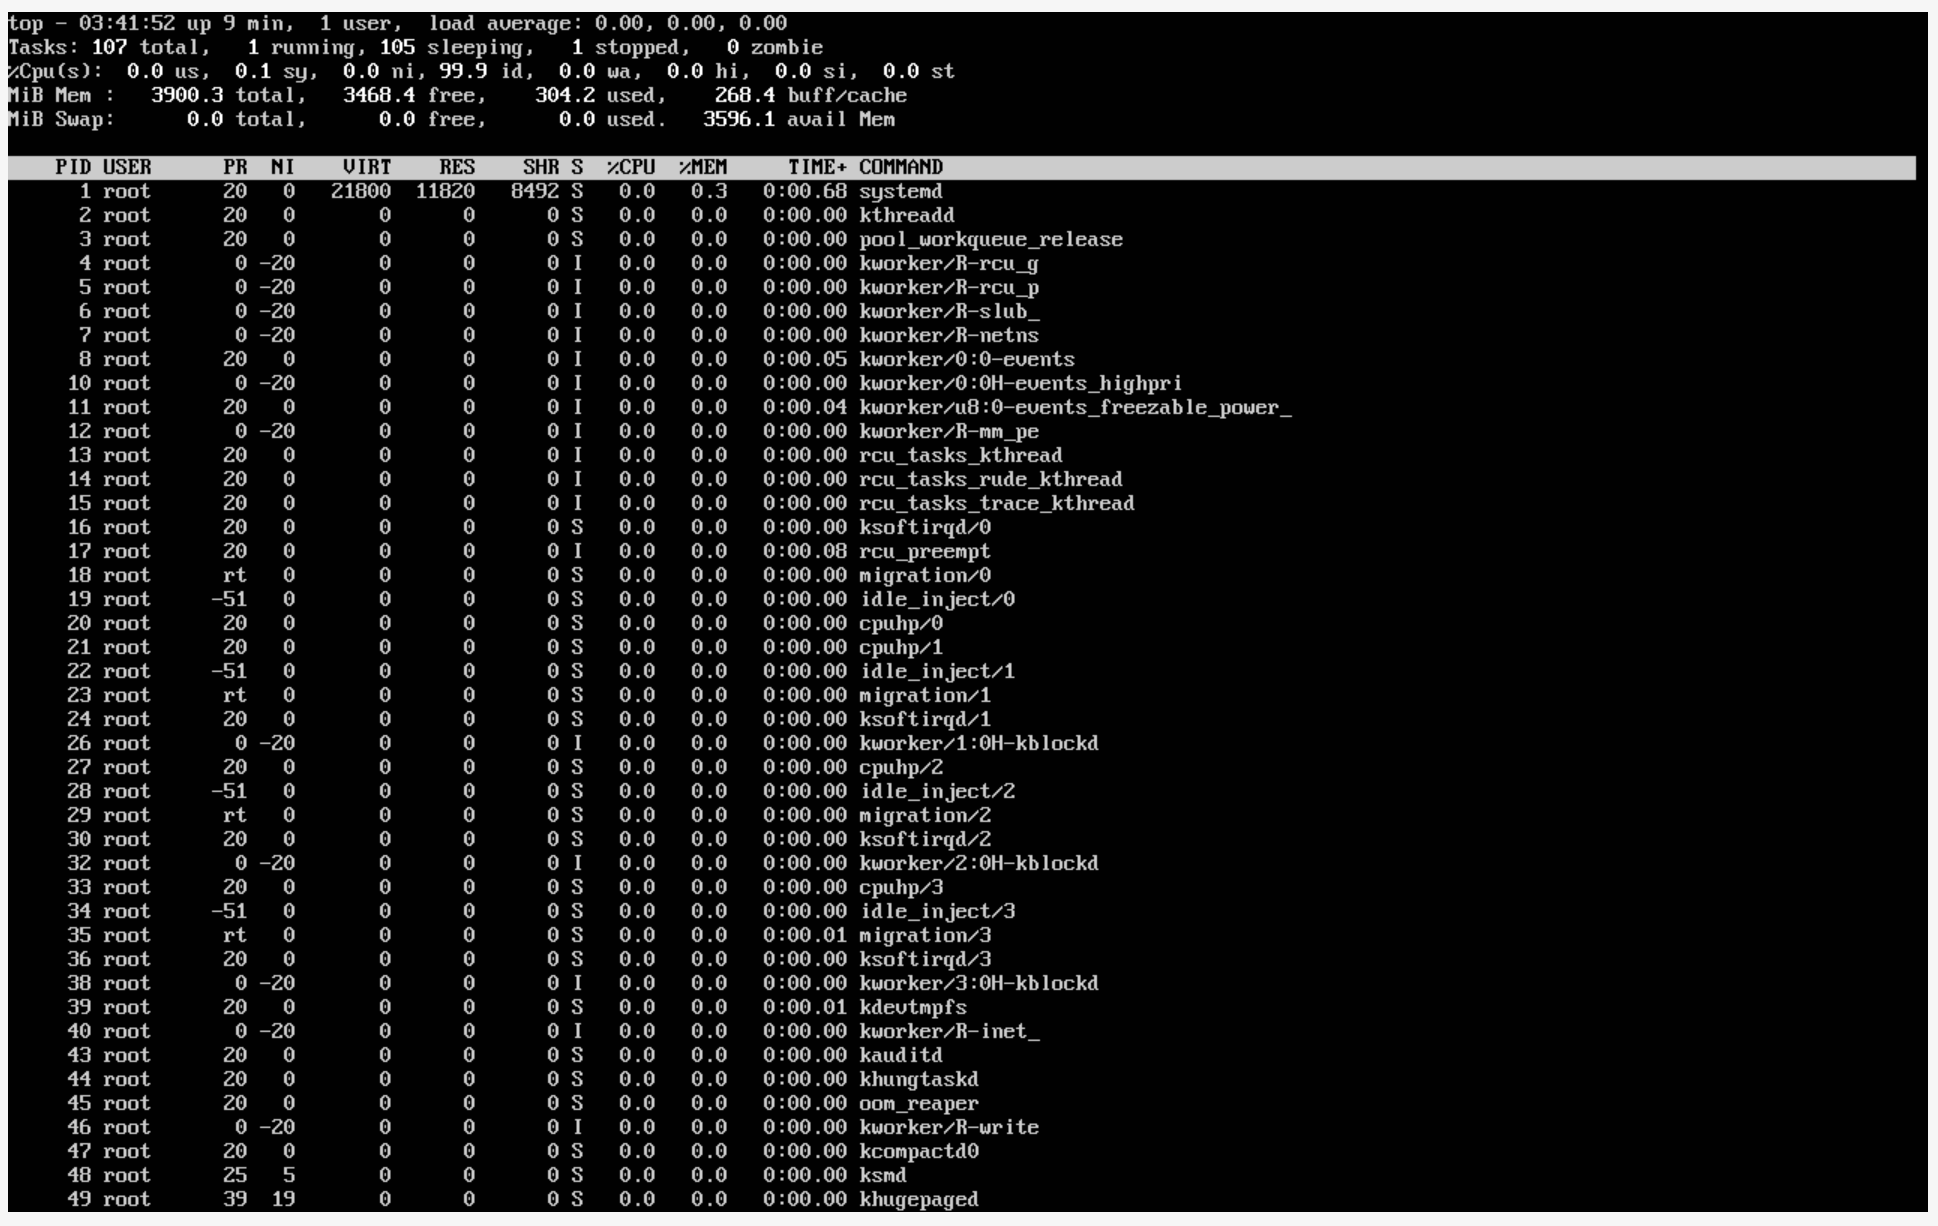 top - 03:41:52 up 9 min,  1 user,  load average: 0.00, 0.00, 0.00
Tasks: 107 total,   1 running, 105 sleeping,   1 stopped,   0 zombie
%Cpu(s):  0.0 us,  0.1 sy,  0.0 ni, 99.9 id,  0.0 wa,  0.0 hi,  0.0 si,  0.0 st
MiB Mem :   3900.3 total,   3468.4 free,    304.2 used,    268.4 buff/cache
MiB Swap:      0.0 total,      0.0 free,      0.0 used.   3596.1 avail Mem
PID USER      PR  NI    VIRT    RES    SHR S  %CPU  %MEM     TIME+ COMMAND
1 root      20   0   21800  11820   8492 S   0.0   0.3   0:00.68 systemd
2 root      20   0       0      0      0 S   0.0   0.0   0:00.00 kthreadd
3 root      20   0       0      0      0 S   0.0   0.0   0:00.00 pool_workqueue_release
4 root       0 -20       0      0      0 I   0.0   0.0   0:00.00 kworker/R-rcu_g
5 root       0 -20       0      0      0 I   0.0   0.0   0:00.00 kworker/R-rcu_p
6 root       0 -20       0      0      0 I   0.0   0.0   0:00.00 kworker/R-slub_
7 root       0 -20       0      0      0 I   0.0   0.0   0:00.00 kworker/R-netns
8 root      20   0       0      0      0 I   0.0   0.0   0:00.05 kworker/0:0-events
10 root       0 -20       0      0      0 I   0.0   0.0   0:00.00 kworker/0:0H-events_highpri
11 root      20   0       0      0      0 I   0.0   0.0   0:00.04 kworker/u8:0-events_freezable_power_
12 root       0 -20       0      0      0 I   0.0   0.0   0:00.00 kworker/R-mm_pe
13 root      20   0       0      0      0 I   0.0   0.0   0:00.00 rcu_tasks_kthread
14 root      20   0       0      0      0 I   0.0   0.0   0:00.00 rcu_tasks_rude_kthread
15 root      20   0       0      0      0 I   0.0   0.0   0:00.00 rcu_tasks_trace_kthread
16 root      20   0       0      0      0 S   0.0   0.0   0:00.00 ksoftirqd/0
17 root      20   0       0      0      0 I   0.0   0.0   0:00.08 rcu_preempt
18 root      rt   0       0      0      0 S   0.0   0.0   0:00.00 migration/0
19 root     -51   0       0      0      0 S   0.0   0.0   0:00.00 idle_inject/0
20 root      20   0       0      0      0 S   0.0   0.0   0:00.00 cpuhp/0
21 root      20   0       0      0      0 S   0.0   0.0   0:00.00 cpuhp/1
22 root     -51   0       0      0      0 S   0.0   0.0   0:00.00 idle_inject/1
23 root      rt   0       0      0      0 S   0.0   0.0   0:00.00 migration/1
24 root      20   0       0      0      0 S   0.0   0.0   0:00.00 ksoftirqd/1
26 root       0 -20       0      0      0 I   0.0   0.0   0:00.00 kworker/1:0H-kblockd
27 root      20   0       0      0      0 S   0.0   0.0   0:00.00 cpuhp/2
28 root     -51   0       0      0      0 S   0.0   0.0   0:00.00 idle_inject/2
29 root      rt   0       0      0      0 S   0.0   0.0   0:00.00 migration/2
30 root      20   0       0      0      0 S   0.0   0.0   0:00.00 ksoftirqd/2
32 root       0 -20       0      0      0 I   0.0   0.0   0:00.00 kworker/2:0H-kblockd
33 root      20   0       0      0      0 S   0.0   0.0   0:00.00 cpuhp/3
34 root     -51   0       0      0      0 S   0.0   0.0   0:00.00 idle_inject/3
35 root      rt   0       0      0      0 S   0.0   0.0   0:00.01 migration/3
36 root      20   0       0      0      0 S   0.0   0.0   0:00.00 ksoftirqd/3
38 root       0 -20       0      0      0 I   0.0   0.0   0:00.00 kworker/3:0H-kblockd
39 root      20   0       0      0      0 S   0.0   0.0   0:00.01 kdevtmpfs
40 root       0 -20       0      0      0 I   0.0   0.0   0:00.00 kworker/R-inet_
43 root      20   0       0      0      0 S   0.0   0.0   0:00.00 kauditd
44 root      20   0       0      0      0 S   0.0   0.0   0:00.00 khungtaskd
45 root      20   0       0      0      0 S   0.0   0.0   0:00.00 oom_reaper
46 root       0 -20       0      0      0 I   0.0   0.0   0:00.00 kworker/R-write
47 root      20   0       0      0      0 S   0.0   0.0   0:00.00 kcompactd0
48 root      25   5       0      0      0 S   0.0   0.0   0:00.00 ksmd
49 root      39  19       0      0      0 S   0.0   0.0   0:00.00 khugepaged